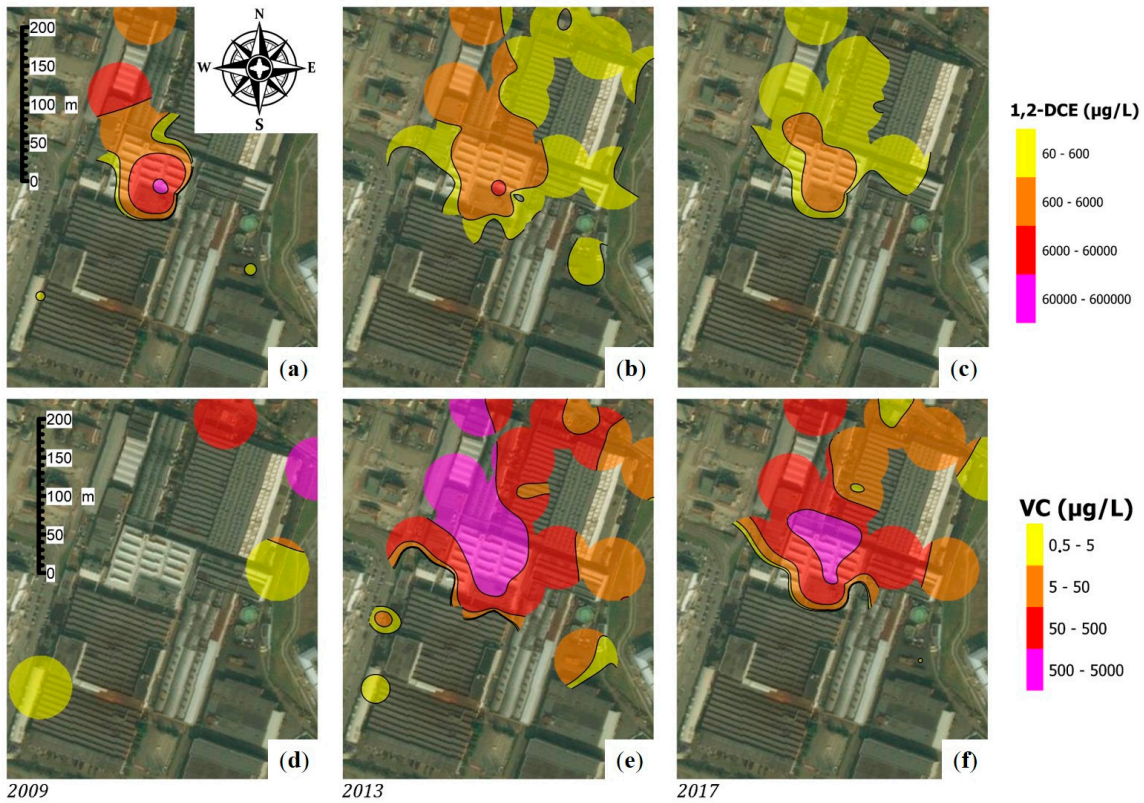 200
150
100 m
50
0
N
W E
S
(a)
(b)
(c)
1,2-DCE (µg/L)
60 - 600
600 - 6000
6000 - 60000
60000 - 600000
200
150
100 m
50
0
(d)
(e)
(f)
VC (µg/L)
0,5 - 5
5 - 50
50 - 500
500 - 5000
2009
2013
2017